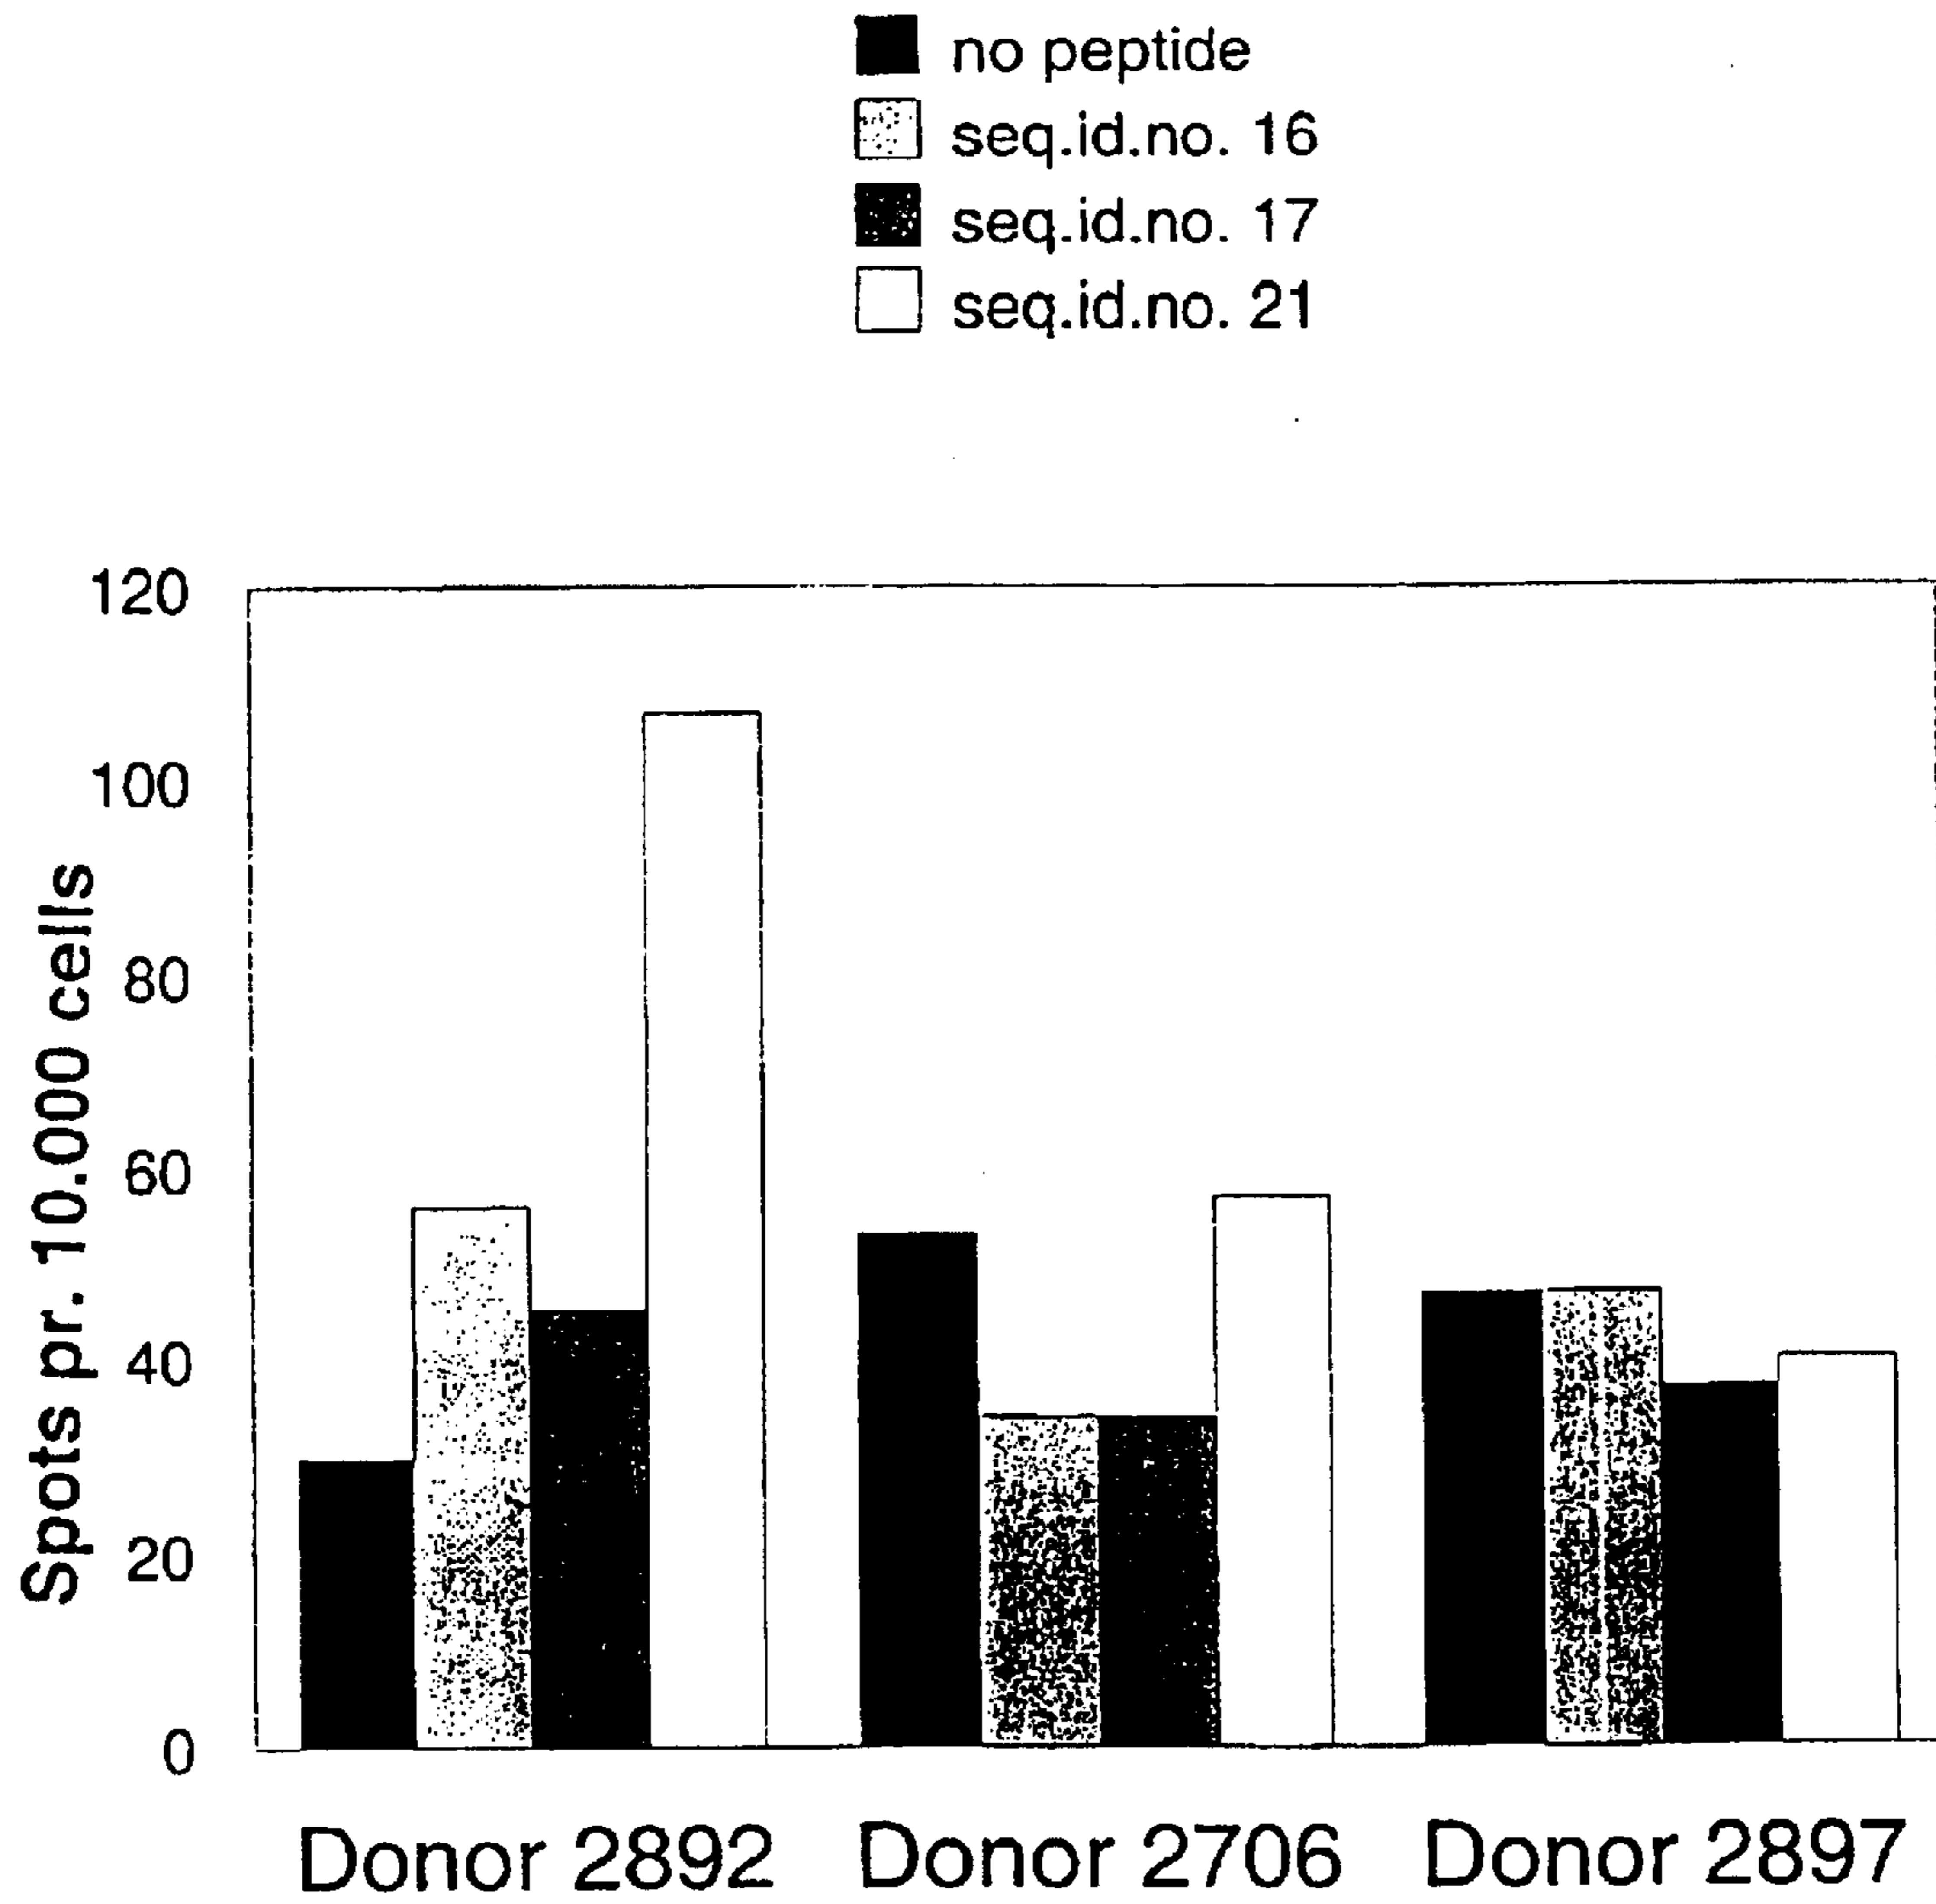 no peptide
seq.id.no. 16
seq.id.no. 17
seq.id.no. 21
120
100
80
60
40
20
0
Spots pr. 10.000 cells
Donor 2892
Donor 2706
Donor 2897